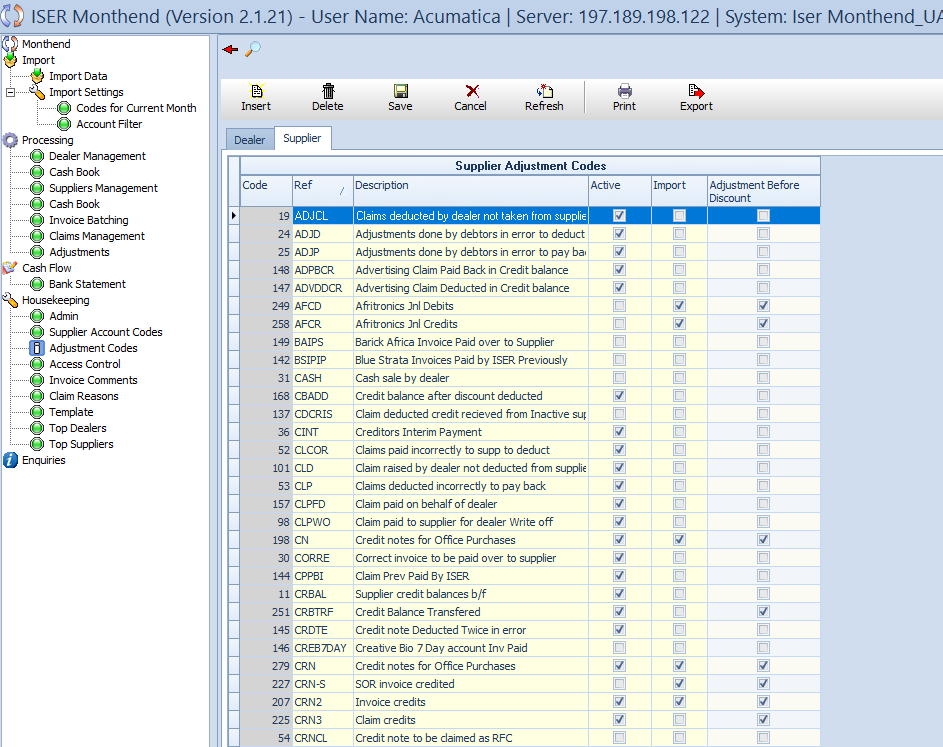 ISER Monthend (Version 2.1.21) - User Name: Acumatica | Server: 197.189.198.122 | System: Iser Monthend_UA
Monthend
Import
Import Data
Import Settings
Codes for Current Month
Account Filter
Processing
Dealer Management
Cash Book
Suppliers Management
Cash Book
Invoice Batching
Claims Management
Adjustments
Cash Flow
Bank Statement
Housekeeping
Admin
Supplier Account Codes
Adjustment Codes
Access Control
Invoice Comments
Claim Reasons
Template
Top Dealers
Top Suppliers
Enquiries
Insert Delete Save Cancel Refresh Print Export
Dealer Supplier
Supplier Adjustment Codes
Code Ref Description Active Import Adjustment Before
Discount
19 ADJCL Claims deducted by dealer not taken from supplie
24 ADJD Adjustments done by debtors in error to deduct
25 ADJP Adjustments done by debtors in error to pay bac
148 ADPBCR Advertising Claim Paid Back in Credit balance
147 ADVDDCR Advertising Claim Deducted in Credit balance
249 AFCD Afritronics Jnl Debits
258 AFCR Afritronics Jnl Credits
149 BAIPS Barick Africa Invoice Paid over to Supplier
142 BSIPIP Blue Strata Invoices Paid by ISER Previously
31 CASH Cash sale by dealer
168 CBADD Credit balance after discount deducted
137 CDCRIS Claim deducted credit recieved from Inactive sup
36 CINT Creditors Interim Payment
52 CLCOR Claims paid incorrectly to supp to deduct
101 CLD Claim raised by dealer not deducted from supplie
53 CLP Claims deducted incorrectly to pay back
157 CLPFD Claim paid on behalf of dealer
98 CLPWO Claim paid to supplier for dealer Write off
198 CN Credit notes for Office Purchases
30 CORRE Correct invoice to be paid over to supplier
144 CPPBI Claim Prev Paid By ISER
11 CRBAL Supplier credit balances b/f
251 CRBTRF Credit Balance Transfered
145 CRDTE Credit note Deducted Twice in error
146 CREB7DAY Creative Bio 7 Day account Inv Paid
279 CRN Credit notes for Office Purchases
227 CRN-S SOR invoice credited
207 CRN2 Invoice credits
225 CRN3 Claim credits
54 CRNCL Credit note to be claimed as RFC